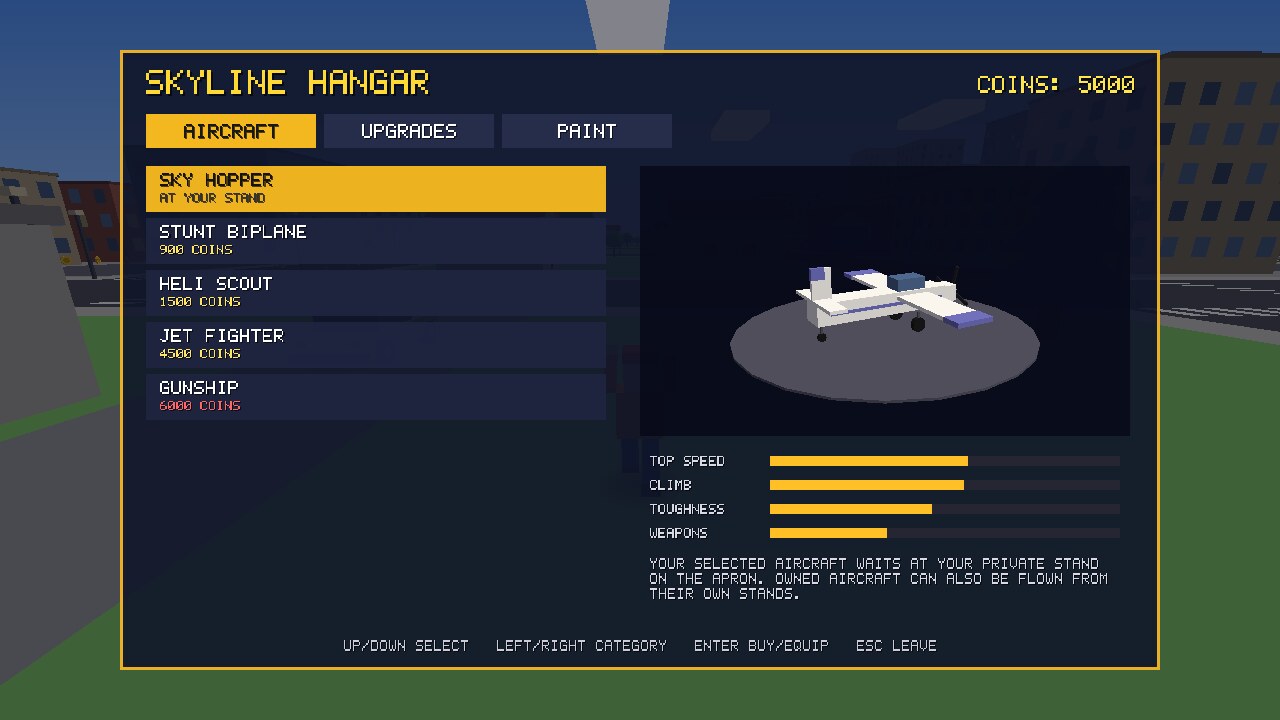 SKYLINE HANGAR
COINS: 5000
AIRCRAFT UPGRADES PAINT
SKY HOPPER
AT YOUR STAND
STUNT BIPLANE
900 COINS
HELI SCOUT
1500 COINS
JET FIGHTER
4500 COINS
GUNSHIP
6000 COINS
TOP SPEED
CLIMB
TOUGHNESS
WEAPONS
YOUR SELECTED AIRCRAFT WAITS AT YOUR PRIVATE STAND
ON THE APRON. OWNED AIRCRAFT CAN ALSO BE FLOWN FROM
THEIR OWN STANDS.
UP/DOWN SELECT LEFT/RIGHT CATEGORY ENTER BUY/EQUIP ESC LEAVE